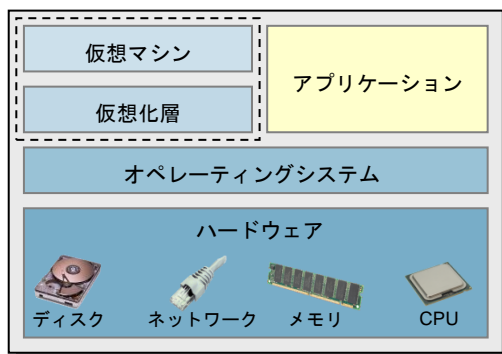 仮想マシン
仮想化層
アプリケーション
オペレーティングシステム
ハードウェア
ディスク
ネットワーク
メモリ
CPU